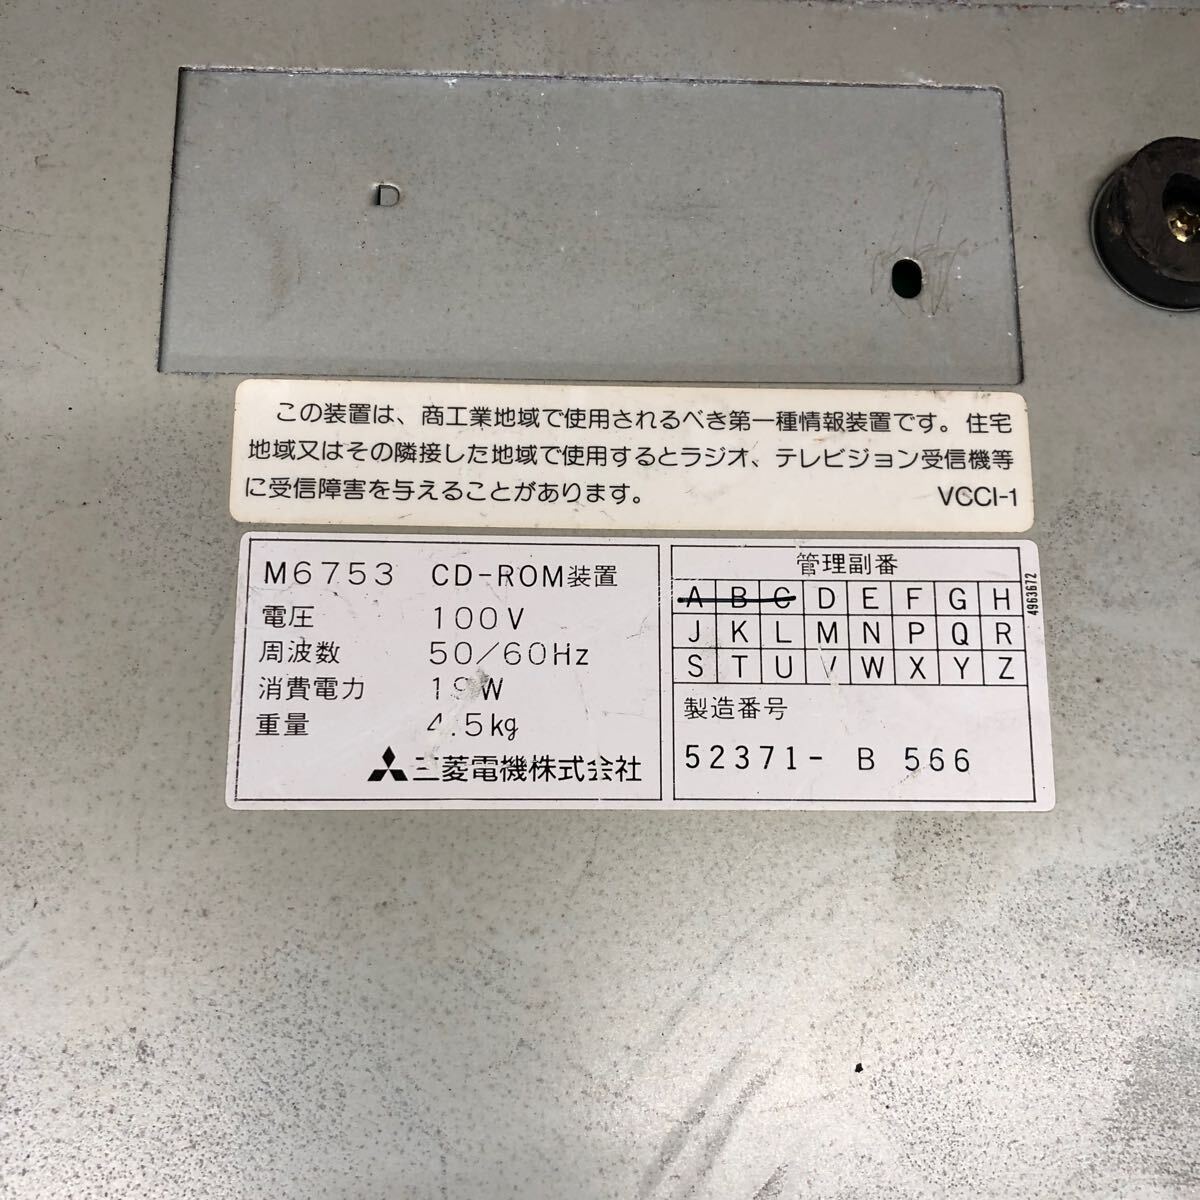 D
この装置は、商工業地域で使用されるべき第一種情報装置です。住宅
地域又はその隣接した地域で使用するとラジオ、テレビジョン受信機等
に受信障害を与えることがあります。 VCCI-1
M6753 CD-ROM装置
電圧 100V
周波数 50/60Hz
消費電力 19W
重量 4.5kg
三菱電機株式会社
管理副番
A B C D E F G H
J K L M N P Q R
S T U V W X Y Z
製造番号
52371- B 566
4963672